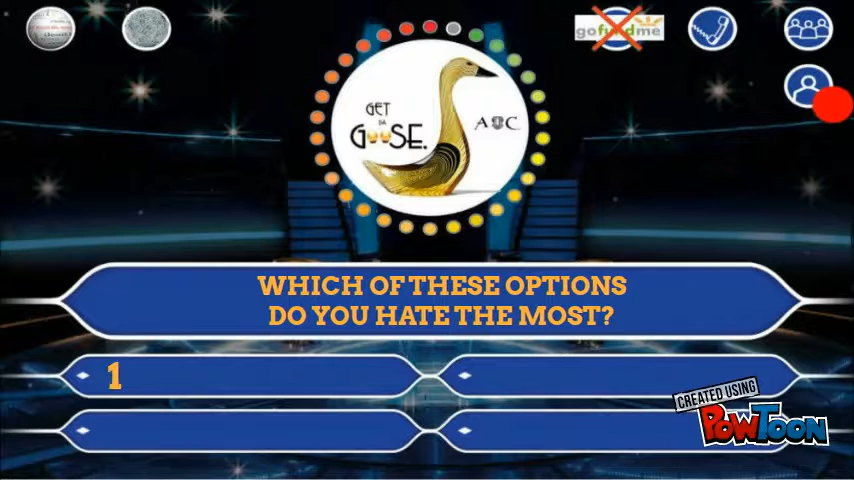 gofundme
GET
DA
GOOSE.
AOC
WHICH OF THESE OPTIONS
DO YOU HATE THE MOST?
1
CREATED USING
POWTOON